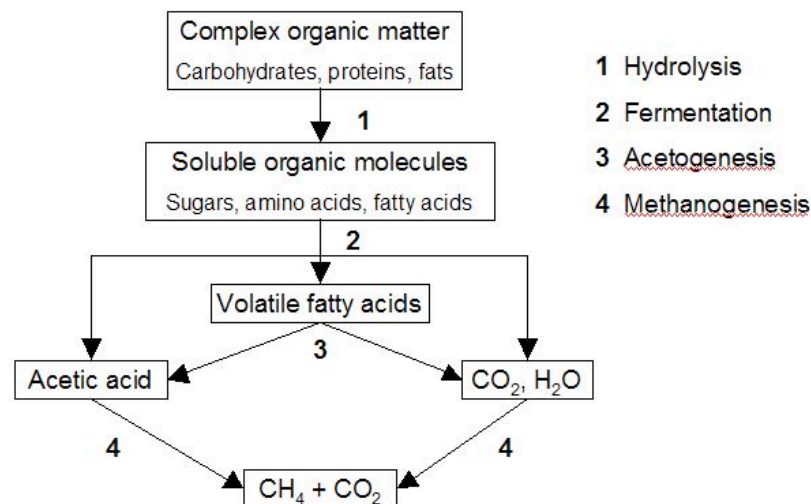 Complex organic matter
Carbohydrates, proteins, fats
1 Hydrolysis
2 Fermentation
3 Acetogenesis
4 Methanogenesis
1
Soluble organic molecules
Sugars, amino acids, fatty acids
2
Volatile fatty acids
3
Acetic acid
CO₂, H₂O
4
4
CH₄ + CO₂